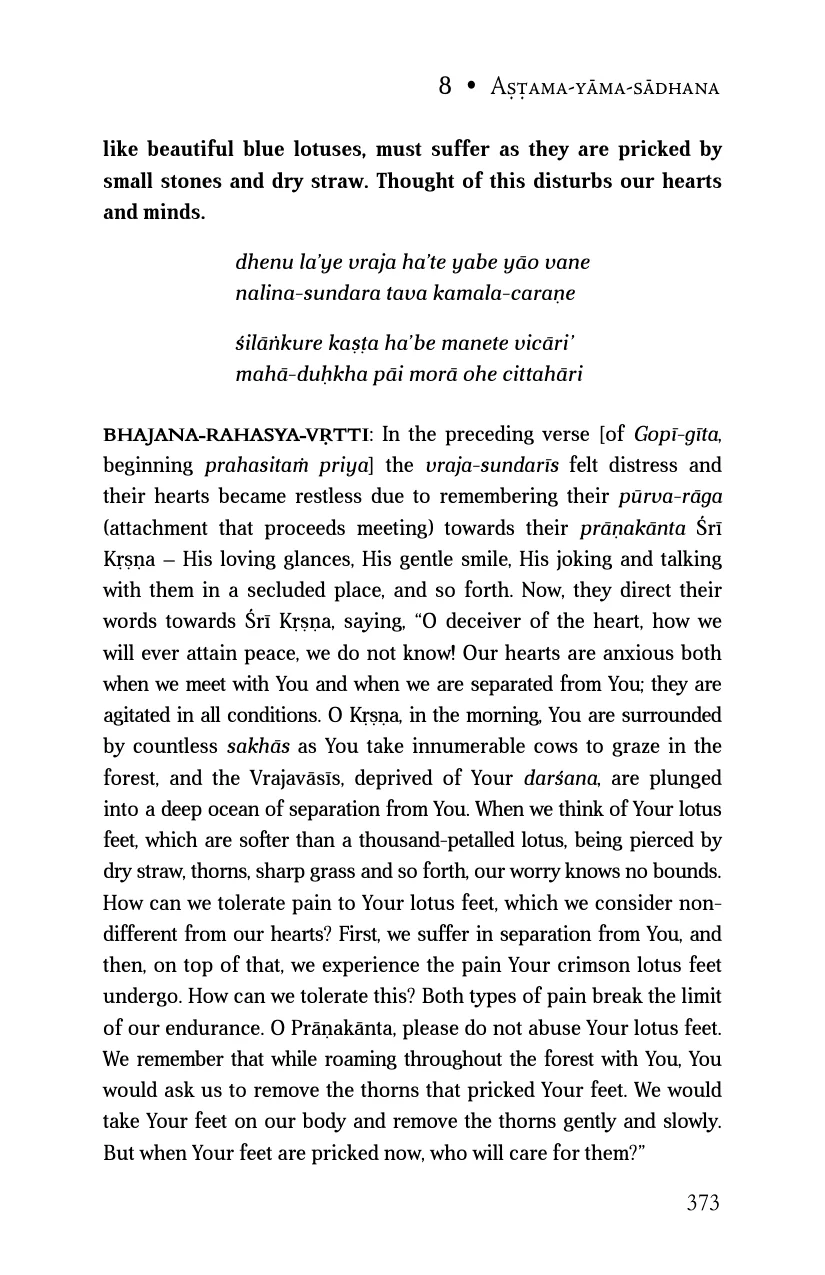 8 • Aṣṭama-yāma-sādhana
like beautiful blue lotuses, must suffer as they are pricked by
small stones and dry straw. Thought of this disturbs our hearts
and minds.
dhenu la’ye vraja ha’te yabe yāo vane
nalina-sundara tava kamala-caraṇe
śilāṅkure kaṣṭa ha’be manete vicāri’
mahā-duḥkha pāi morā ohe cittahāri
BHAJANA-RAHASYA-VṚTTI: In the preceding verse [of Gopī-gīta,
beginning prahasitaṁ priya] the vraja-sundarīs felt distress and
their hearts became restless due to remembering their pūrva-rāga
(attachment that proceeds meeting) towards their prāṇakānta Śrī
Kṛṣṇa – His loving glances, His gentle smile, His joking and talking
with them in a secluded place, and so forth. Now, they direct their
words towards Śrī Kṛṣṇa, saying, “O deceiver of the heart, how we
will ever attain peace, we do not know! Our hearts are anxious both
when we meet with You and when we are separated from You; they are
agitated in all conditions. O Kṛṣṇa, in the morning, You are surrounded
by countless sakhās as You take innumerable cows to graze in the
forest, and the Vrajavāsīs, deprived of Your darśana, are plunged
into a deep ocean of separation from You. When we think of Your lotus
feet, which are softer than a thousand-petalled lotus, being pierced by
dry straw, thorns, sharp grass and so forth, our worry knows no bounds.
How can we tolerate pain to Your lotus feet, which we consider non-
different from our hearts? First, we suffer in separation from You, and
then, on top of that, we experience the pain Your crimson lotus feet
undergo. How can we tolerate this? Both types of pain break the limit
of our endurance. O Prāṇakānta, please do not abuse Your lotus feet.
We remember that while roaming throughout the forest with You, You
would ask us to remove the thorns that pricked Your feet. We would
take Your feet on our body and remove the thorns gently and slowly.
But when Your feet are pricked now, who will care for them?”
373